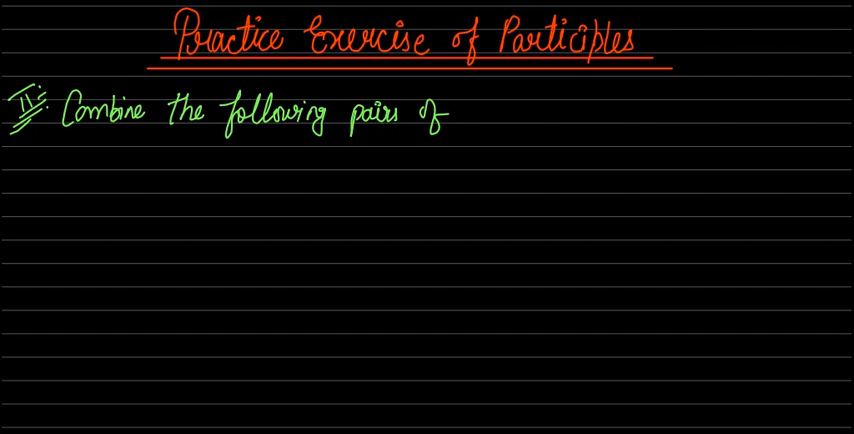 Practice Exercise of Participles
II:- Combine the following pairs of